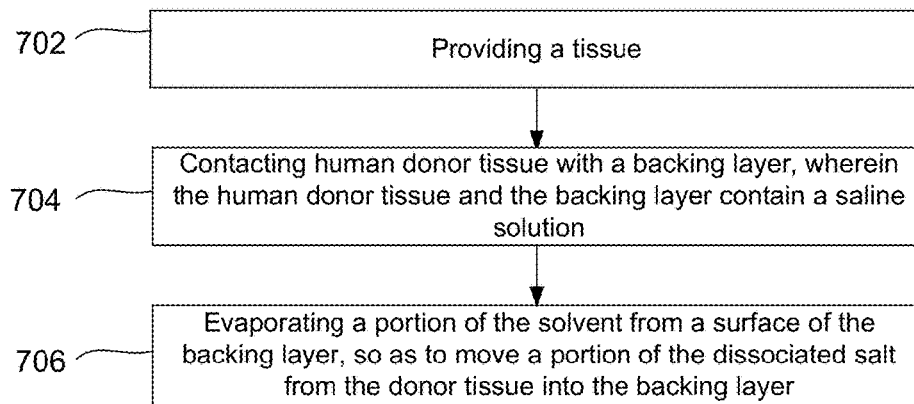 702
Providing a tissue
704
Contacting human donor tissue with a backing layer, wherein
the human donor tissue and the backing layer contain a saline
solution
706
Evaporating a portion of the solvent from a surface of the
backing layer, so as to move a portion of the dissociated salt
from the donor tissue into the backing layer